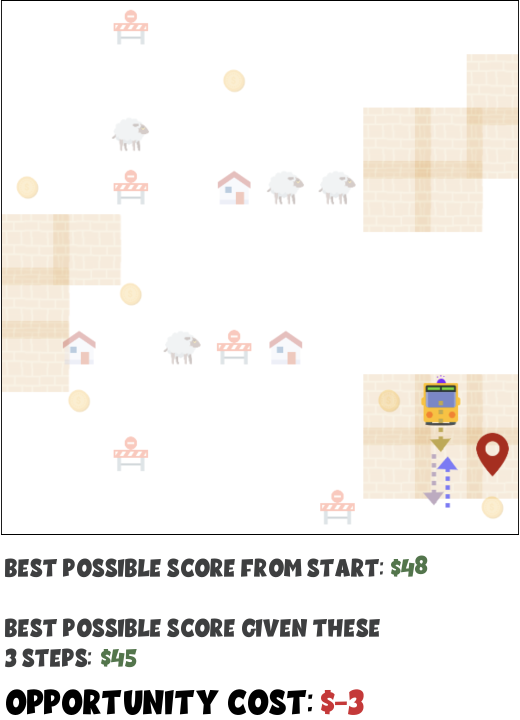 BEST POSSIBLE SCORE FROM START: $48
BEST POSSIBLE SCORE GIVEN THESE
3 STEPS: $45
OPPORTUNITY COST: $-3